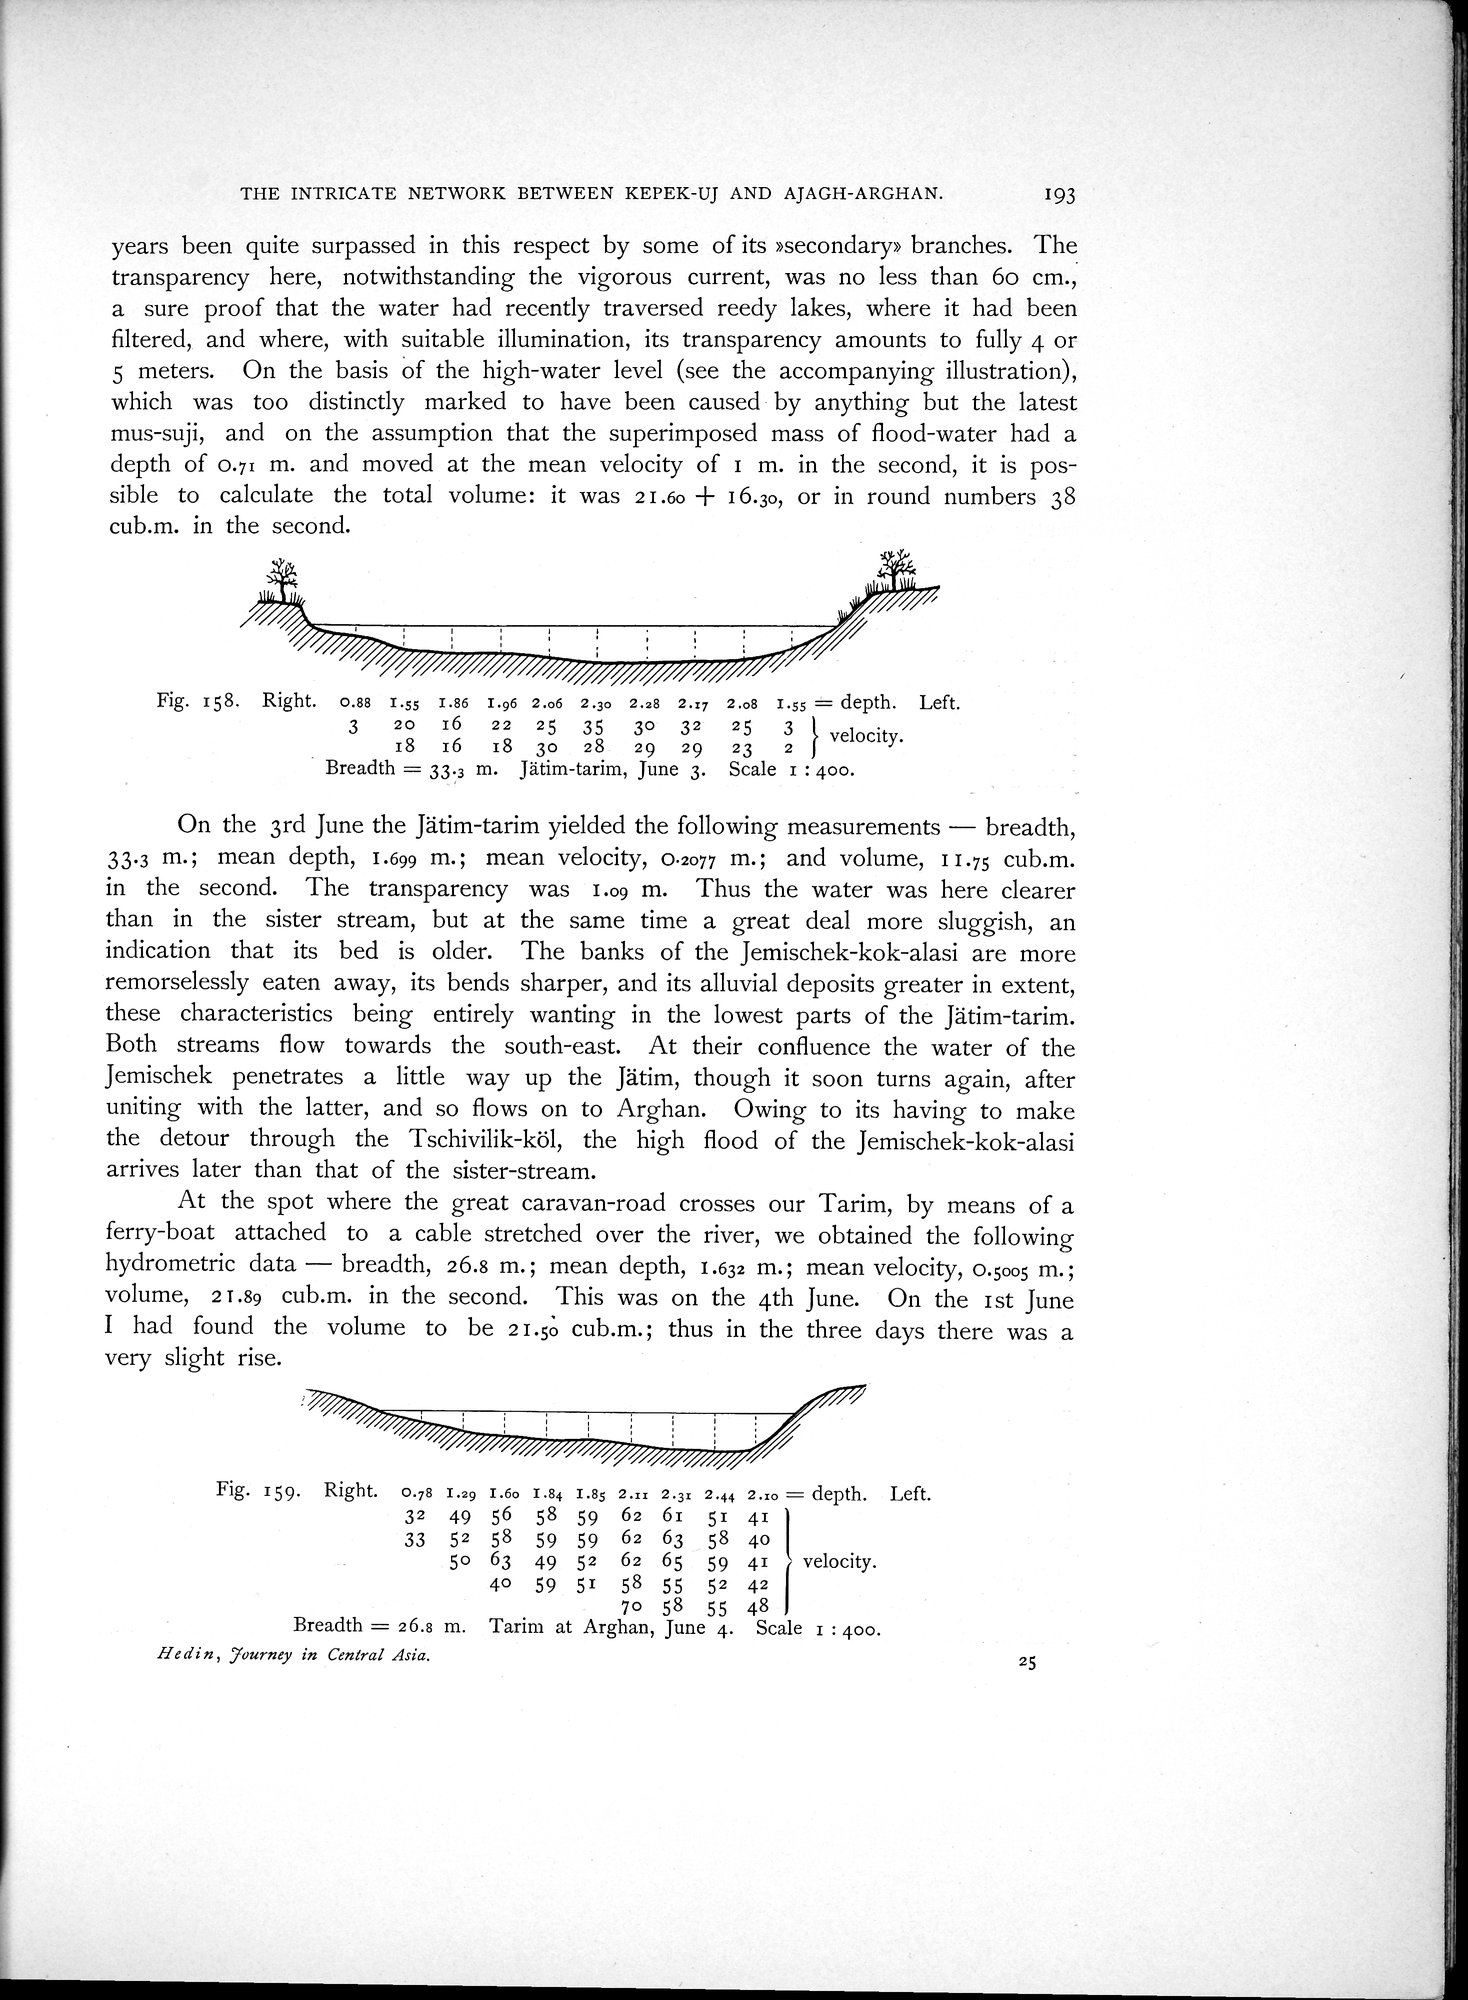 THE INTRICATE NETWORK BETWEEN KEPEK-UJ AND AJAGH-ARGHAN. 193
years been quite surpassed in this respect by some of its »secondary» branches. The
transparency here, notwithstanding the vigorous current, was no less than 60 cm.,
a sure proof that the water had recently traversed reedy lakes, where it had been
filtered, and where, with suitable illumination, its transparency amounts to fully 4 or
5 meters. On the basis of the high-water level (see the accompanying illustration),
which was too distinctly marked to have been caused by anything but the latest
mus-suji, and on the assumption that the superimposed mass of flood-water had a
depth of 0.71 m. and moved at the mean velocity of 1 m. in the second, it is pos-
sible to calculate the total volume: it was 21.60 + 16.30, or in round numbers 38
cub.m. in the second.
Fig. 158. Right. 0.88 1.55 1.86 1.96 2.06 2.30 2.28 2.17 2.08 1.55 = depth. Left.
3 20 16 22 25 35 30 32 25 3 } velocity.
18 16 18 30 28 29 29 23 2
Breadth = 33.3 m. Jätim-tarim, June 3. Scale 1 : 400.
On the 3rd June the Jätim-tarim yielded the following measurements — breadth,
33.3 m.; mean depth, 1.699 m.; mean velocity, 0.2077 m.; and volume, 11.75 cub.m.
in the second. The transparency was 1.09 m. Thus the water was here clearer
than in the sister stream, but at the same time a great deal more sluggish, an
indication that its bed is older. The banks of the Jemischek-kok-alasi are more
remorselessly eaten away, its bends sharper, and its alluvial deposits greater in extent,
these characteristics being entirely wanting in the lowest parts of the Jätim-tarim.
Both streams flow towards the south-east. At their confluence the water of the
Jemischek penetrates a little way up the Jätim, though it soon turns again, after
uniting with the latter, and so flows on to Arghan. Owing to its having to make
the detour through the Tschivilik-köl, the high flood of the Jemischek-kok-alasi
arrives later than that of the sister-stream.
At the spot where the great caravan-road crosses our Tarim, by means of a
ferry-boat attached to a cable stretched over the river, we obtained the following
hydrometric data — breadth, 26.8 m.; mean depth, 1.632 m.; mean velocity, 0.5005 m.;
volume, 21.89 cub.m. in the second. This was on the 4th June. On the 1st June
I had found the volume to be 21.50 cub.m.; thus in the three days there was a
very slight rise.
Fig. 159. Right. 0.78 1.29 1.60 1.84 1.85 2.11 2.31 2.44 2.10 = depth. Left.
32 49 56 58 59 62 61 51 41
33 52 58 59 59 62 63 58 40
50 63 49 52 62 65 59 41 } velocity.
40 59 51 58 55 52 42
70 58 55 48
Breadth = 26.8 m. Tarim at Arghan, June 4. Scale 1 : 400.
Hedin, Journey in Central Asia. 25